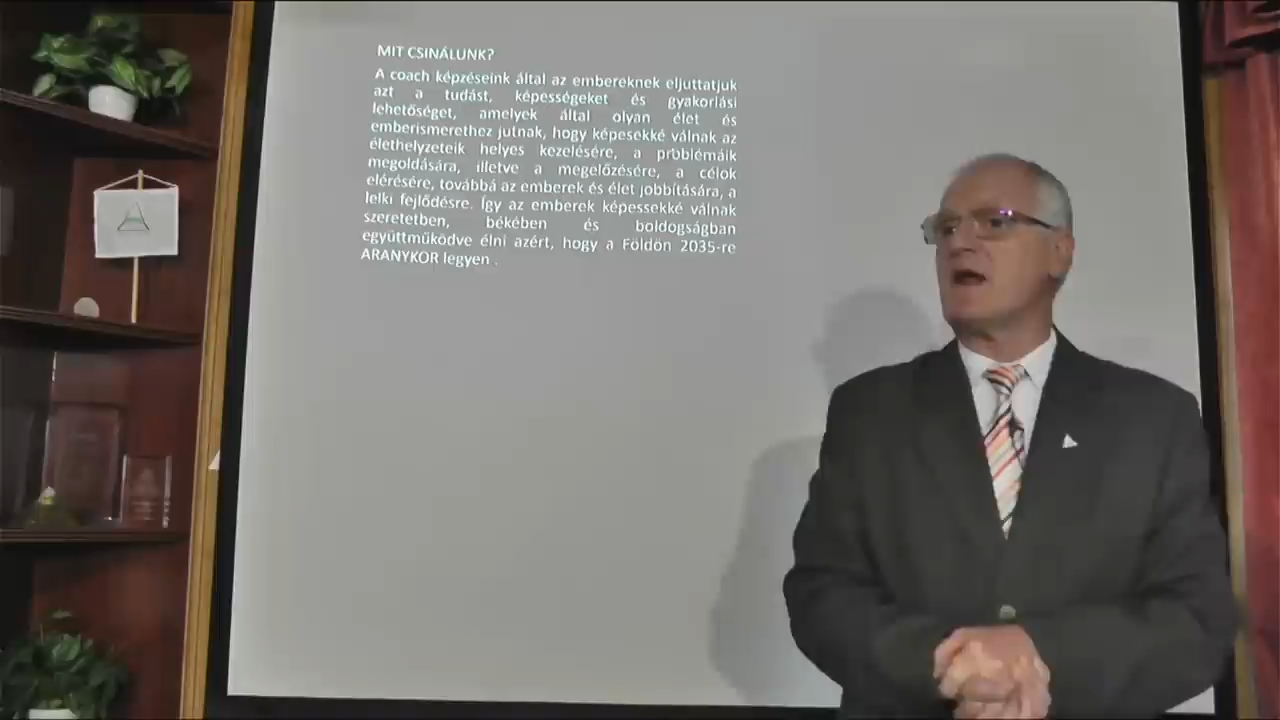 MIT CSINÁLUNK?
A coach képzéseink által az embereknek eljuttatjuk
azt a tudást, képességeket és gyakorlási
lehetőséget, amelyek által olyan élet és
emberismerethez jutnak, hogy képesekké válnak az
élethelyzeteik helyes kezelésére, a problémáik
megoldására, illetve a megelőzésére, a célok
elérésére, továbbá az emberek és élet jobbítására, a
lelki fejlődésre. Így az emberek képessekké válnak
szeretetben, békében és boldogságban
együttműködve élni azért, hogy a Földön 2035-re
ARANYKOR legyen .